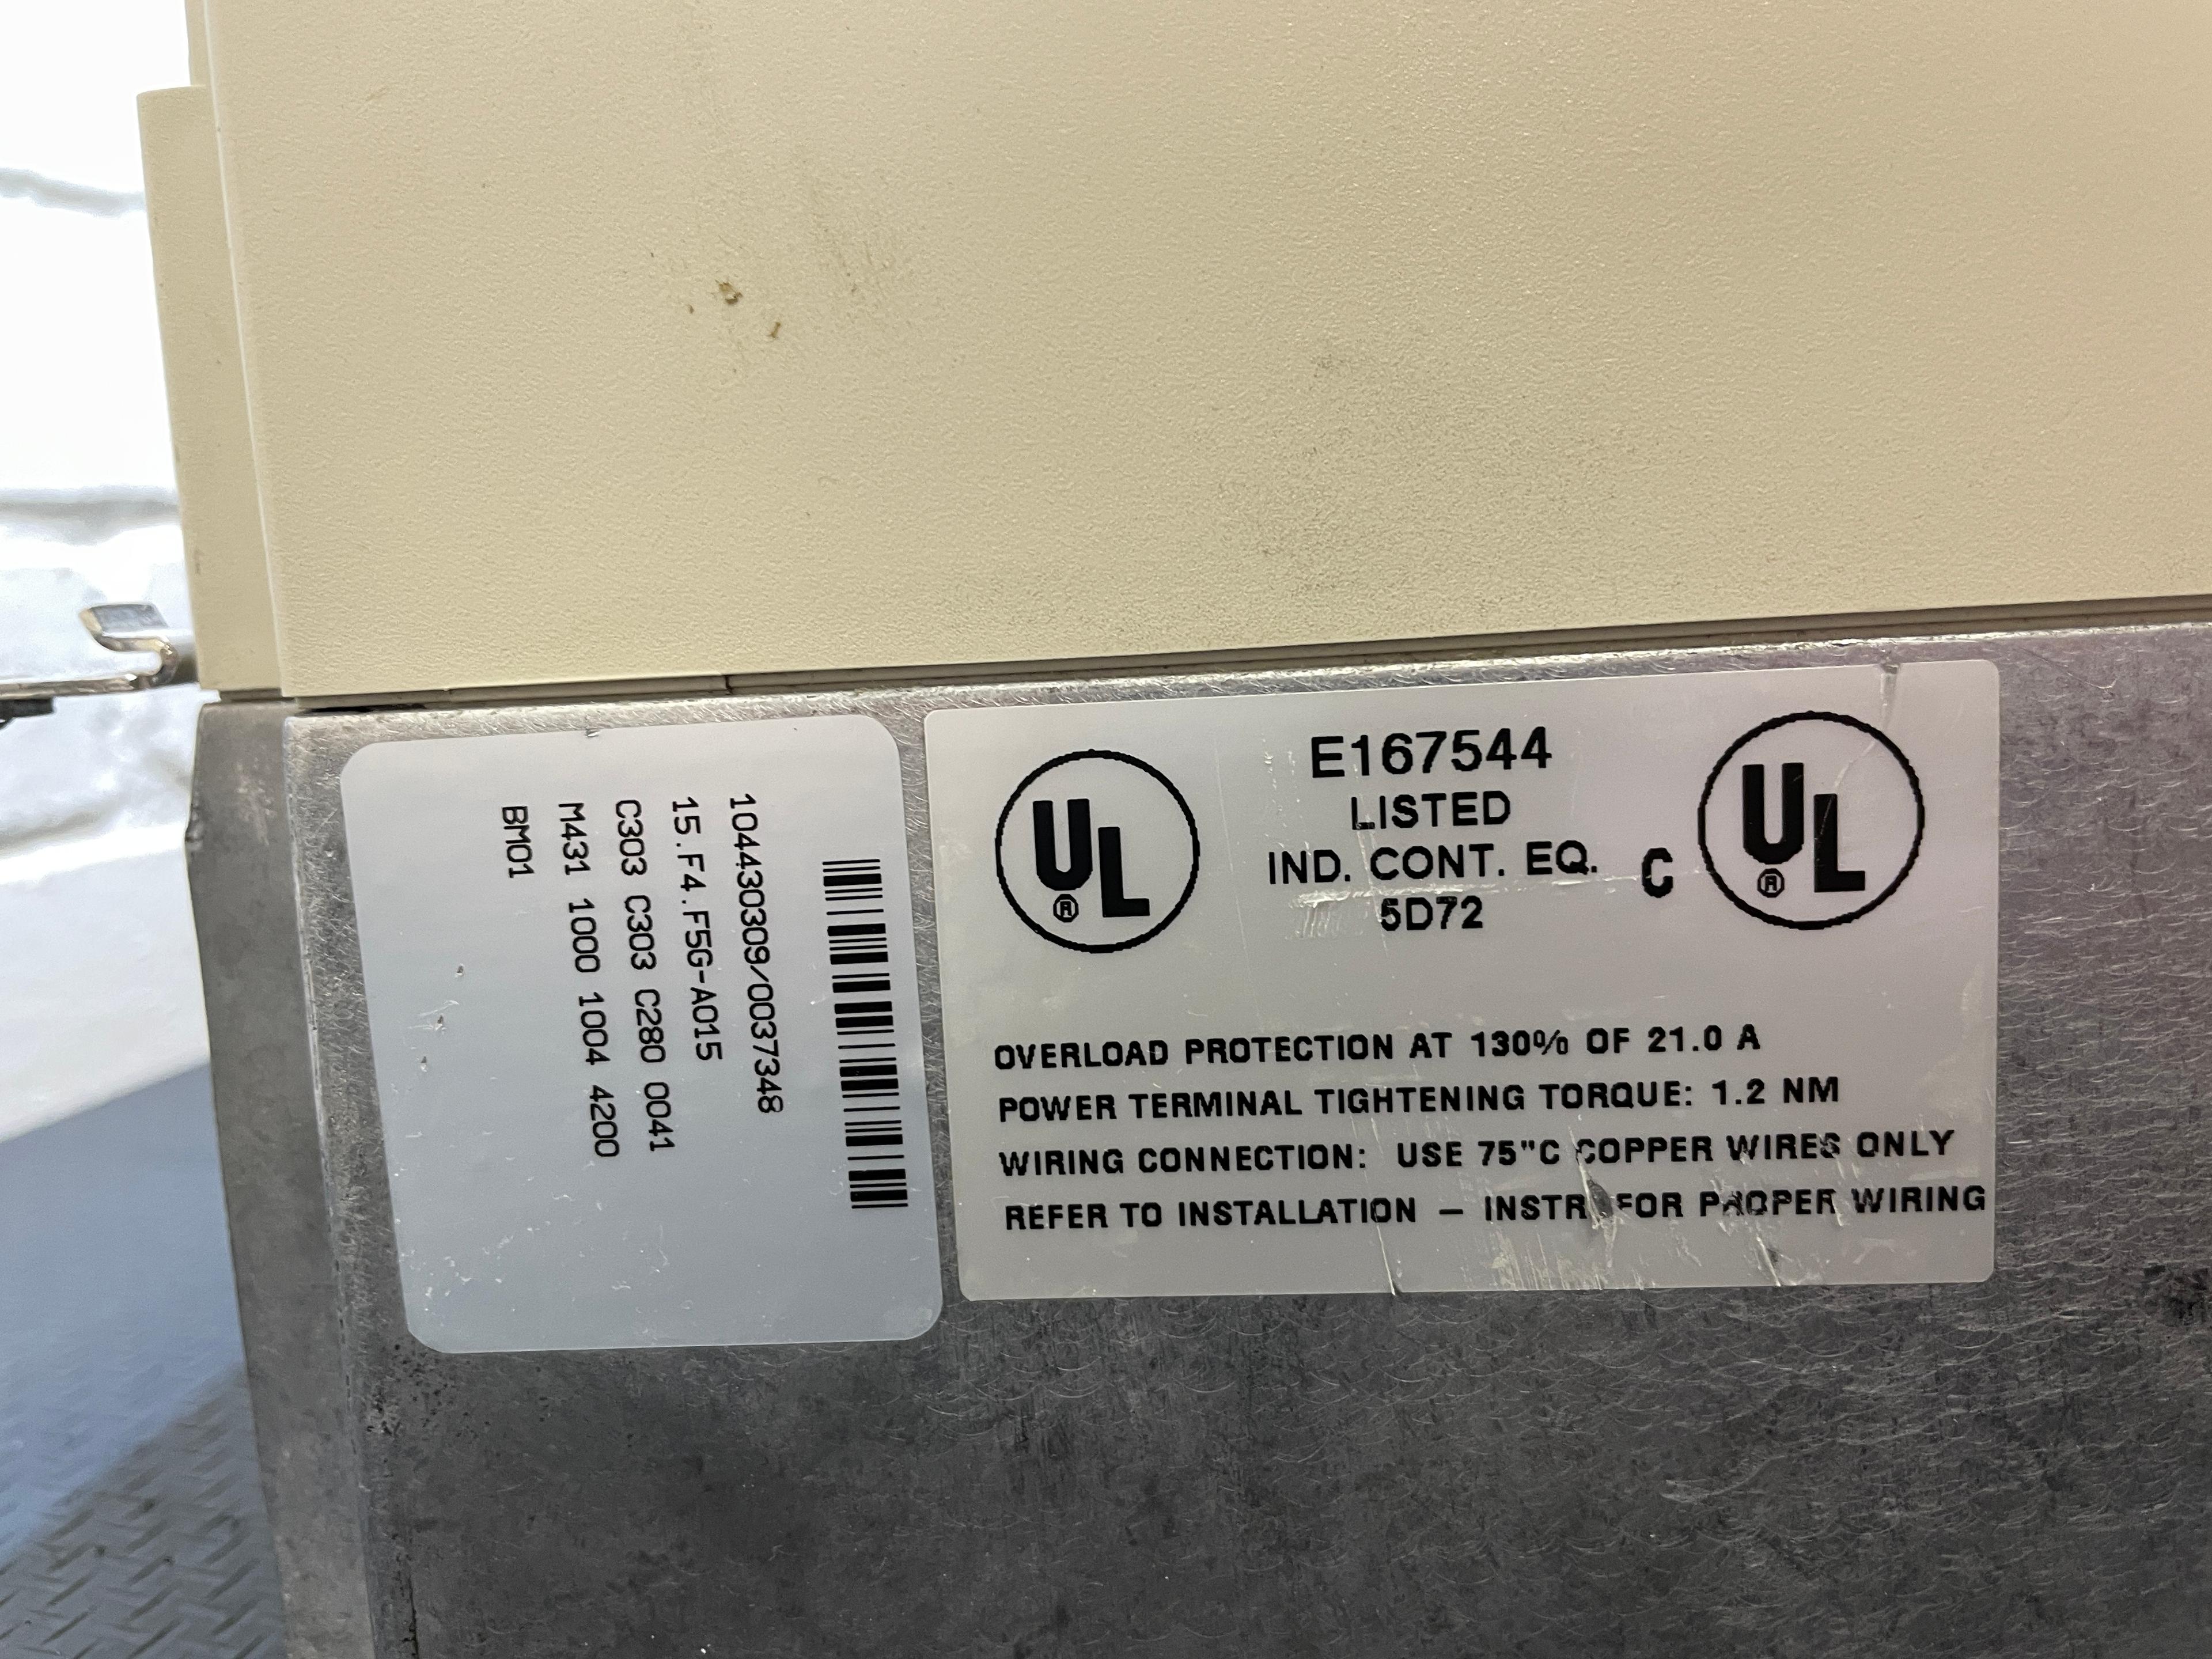 10443O309/0037348
15.F4.F5G-A015
C303 C303 C280 0041
M431 1000 1004 4200
BM01
UL
®
E167544
LISTED
IND. CONT. EQ.
5D72
C
UL
®
OVERLOAD PROTECTION AT 130% OF 21.0 A
POWER TERMINAL TIGHTENING TORQUE: 1.2 NM
WIRING CONNECTION: USE 75"C COPPER WIRES ONLY
REFER TO INSTALLATION – INSTR FOR PROPER WIRING